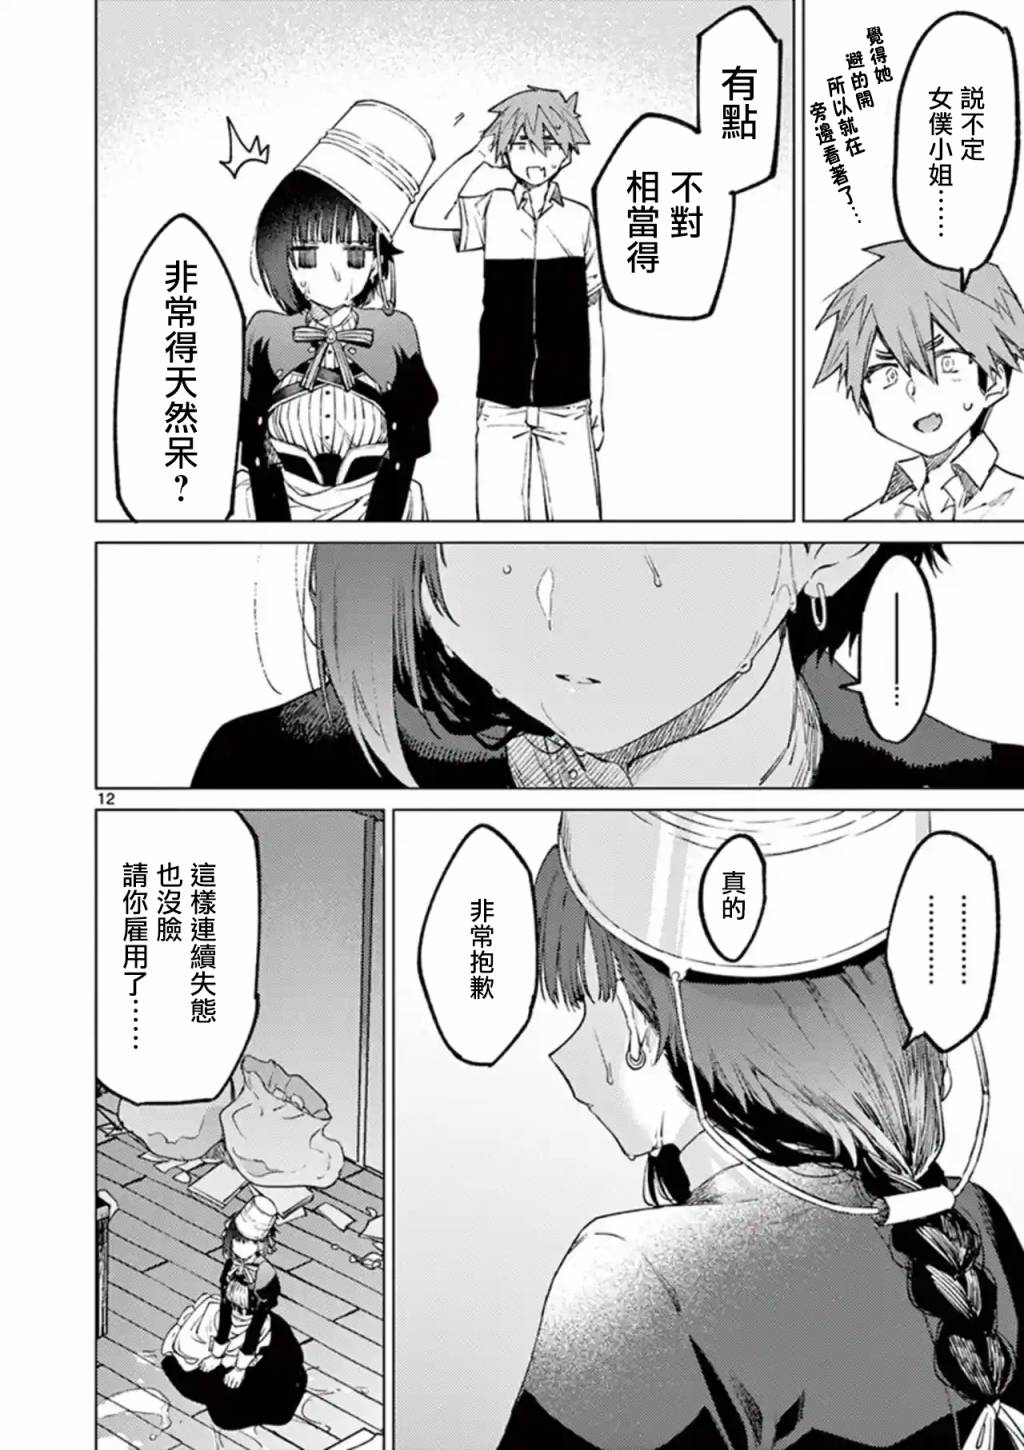 說不定
女僕小姐……
覺得她
避的開
所以就在
旁邊看著了…
有點
不對
相當得
非常得天然呆？
——…
………
………
真的
非常抱歉
這樣連續失態
也沒臉
請你雇用了……
12